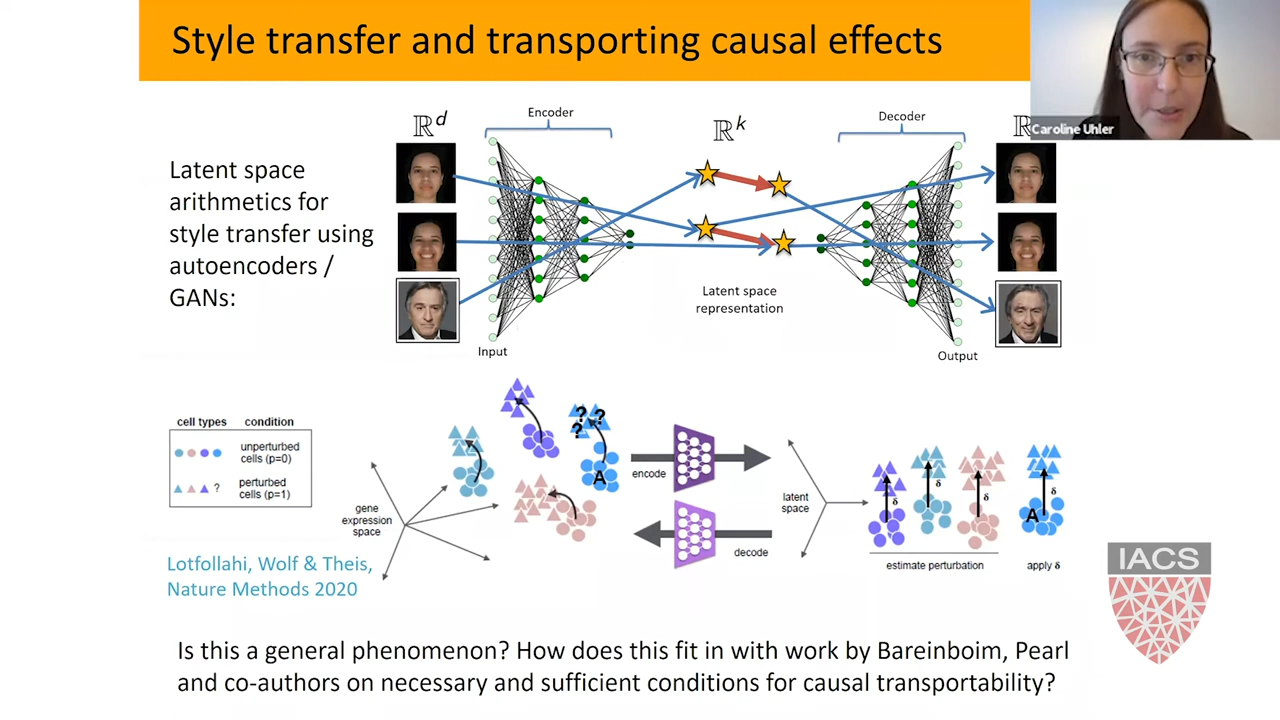 Style transfer and transporting causal effects
Caroline Uhler
Latent space
arithmetics for
style transfer using
autoencoders /
GANs:
ℝᵈ
Encoder
ℝᵏ
Decoder
ℝ
Latent space
representation
Input
Output
cell types condition
unperturbed
cells (p=0)
perturbed
cells (p=1)
?
gene
expression
space
? ?
?
A
encode
decode
latent
space
δ
δ
δ
δ
A
estimate perturbation
apply δ
Lotfollahi, Wolf & Theis,
Nature Methods 2020
IACS
Is this a general phenomenon? How does this fit in with work by Bareinboim, Pearl
and co-authors on necessary and sufficient conditions for causal transportability?